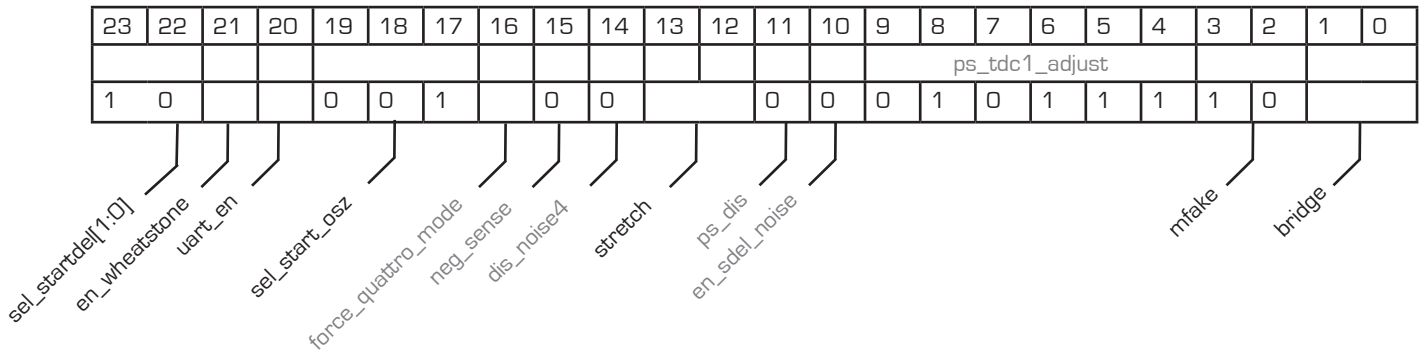 23 22 21 20 19 18 17 16 15 14 13 12 11 10 9 8 7 6 5 4 3 2 1 0
ps_tdc1_adjust
1 0 0 0 1 0 0 0 0 0 1 0 1 1 1 1 0
sel_startdel[1:0]
en_wheatstone
uart_en
sel_start_osz
force_quattro_mode
neg_sense
dis_noise4
stretch
ps_dis
en_sdel_noise
mfake
bridge